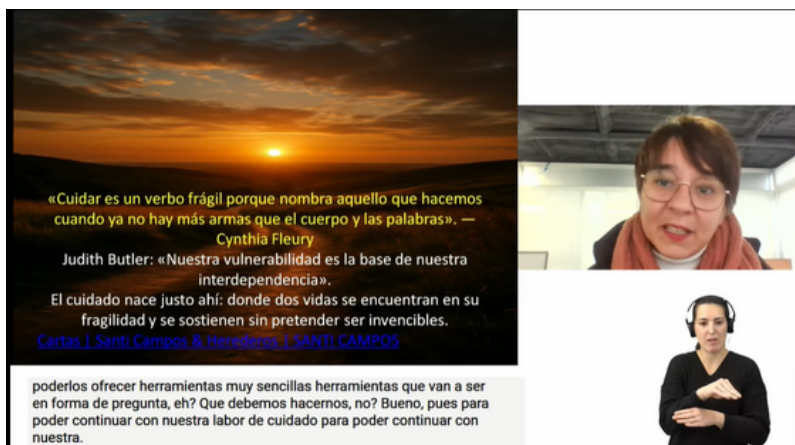 «Cuidar es un verbo frágil porque nombra aquello que hacemos
cuando ya no hay más armas que el cuerpo y las palabras». —
Cynthia Fleury
Judith Butler: «Nuestra vulnerabilidad es la base de nuestra
interdependencia».
El cuidado nace justo ahí: donde dos vidas se encuentran en su
fragilidad y se sostienen sin pretender ser invencibles.
Cartas | Santi Campos & Herederos | SANTI CAMPOS
poderlos ofrecer herramientas muy sencillas herramientas que van a ser
en forma de pregunta, eh? Que debemos hacernos, no? Bueno, pues para
poder continuar con nuestra labor de cuidado para poder continuar con
nuestra.